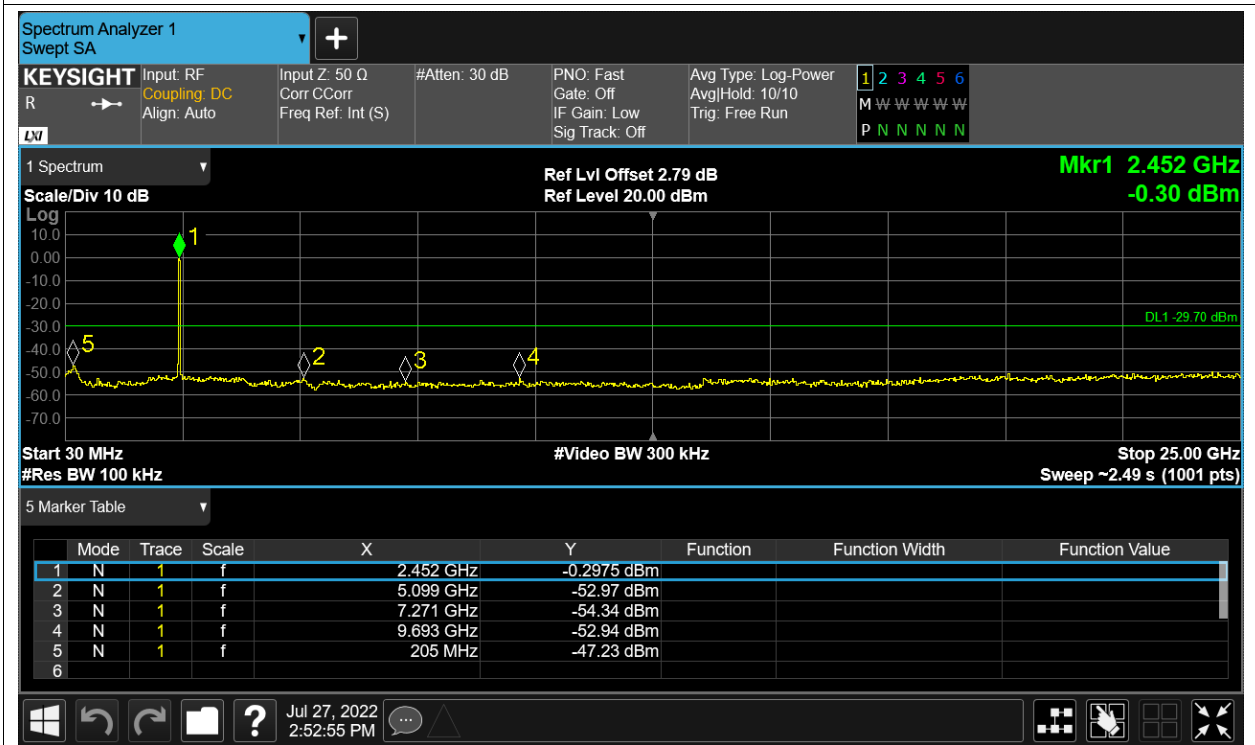 Spectrum Analyzer 1
Swept SA
+
KEYSIGHT Input: RF Input Z: 50 Ω #Atten: 30 dB PNO: Fast Avg Type: Log-Power 1 2 3 4 5 6
R Coupling: DC Corr CCorr Gate: Off Avg|Hold: 10/10 M W W W W W
Align: Auto Freq Ref: Int (S) IF Gain: Low Trig: Free Run
LXI Sig Track: Off P N N N N N
1 Spectrum Ref Lvl Offset 2.79 dB Mkr1 2.452 GHz
Scale/Div 10 dB Ref Level 20.00 dBm -0.30 dBm
Log
10.0 1
0.00
-10.0
-20.0
-30.0 DL1 -29.70 dBm
-40.0 5 2 3 4
-50.0
-60.0
-70.0
Start 30 MHz #Video BW 300 kHz Stop 25.00 GHz
#Res BW 100 kHz Sweep ~2.49 s (1001 pts)
5 Marker Table
Mode Trace Scale X Y Function Function Width Function Value
1 N 1 f 2.452 GHz -0.2975 dBm
2 N 1 f 5.099 GHz -52.97 dBm
3 N 1 f 7.271 GHz -54.34 dBm
4 N 1 f 9.693 GHz -52.94 dBm
5 N 1 f 205 MHz -47.23 dBm
6
? Jul 27, 2022
2:52:55 PM